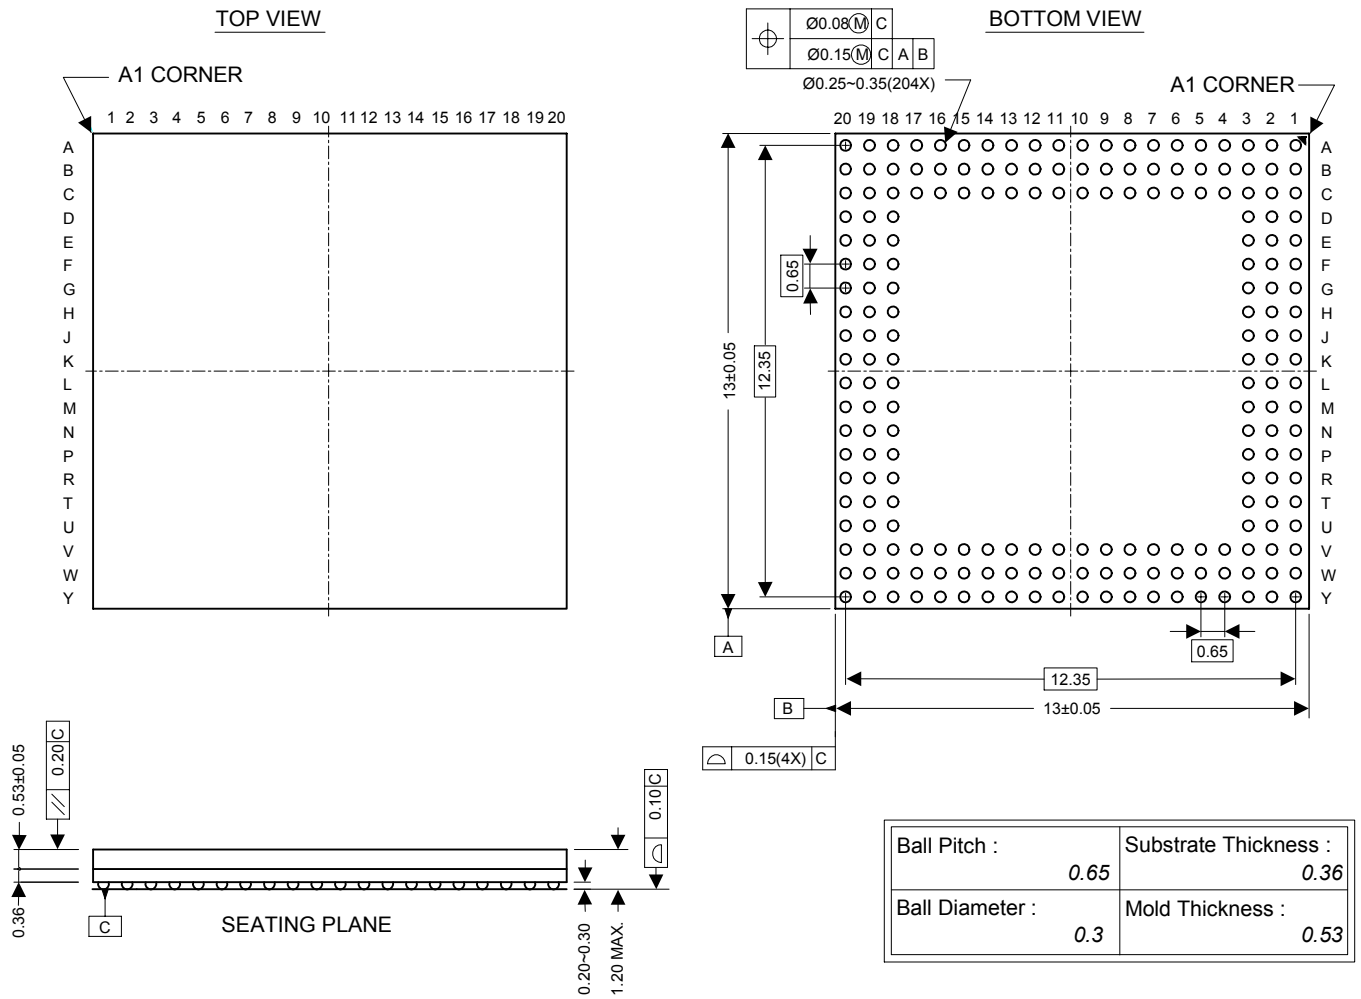 TOP VIEW
BOTTOM VIEW
Ø0.08Ⓜ C
Ø0.15Ⓜ C A B
Ø0.25~0.35(204X)
A1 CORNER
A1 CORNER
1 2 3 4 5 6 7 8 9 10 11 12 13 14 15 16 17 18 19 20
20 19 18 17 16 15 14 13 12 11 10 9 8 7 6 5 4 3 2 1
A
B
C
D
E
F
G
H
J
K
L
M
N
P
R
T
U
V
W
Y
A
B
C
D
E
F
G
H
J
K
L
M
N
P
R
T
U
V
W
Y
0.65
13±0.05
12.35
A
0.65
12.35
B
13±0.05
0.15(4X) C
0.53±0.05
// 0.20 C
0.10 C
0.36
C
SEATING PLANE
0.20~0.30
1.20 MAX.
Ball Pitch :
0.65
Substrate Thickness :
0.36
Ball Diameter :
0.3
Mold Thickness :
0.53